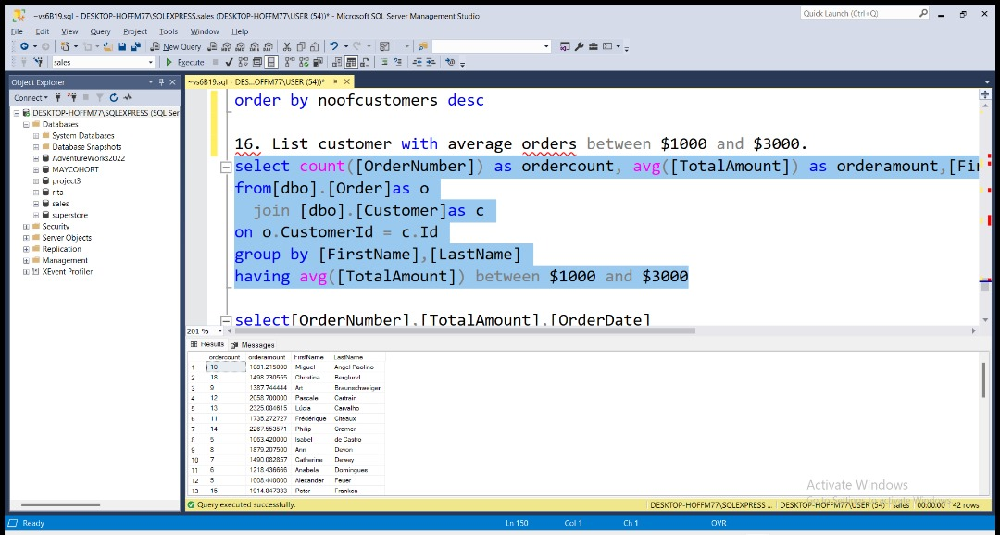 ~vs6B19.sql - DESKTOP-HOFFM77\SQLEXPRESS.sales (DESKTOP-HOFFM77\USER (54))* - Microsoft SQL Server Management Studio
Quick Launch (Ctrl+Q)
File Edit View Query Project Tools Window Help
New Query
sales Execute
Object Explorer
~vs6B19.sql - DES...OFFM77\USER (54))*
Connect
DESKTOP-HOFFM77\SQLEXPRESS (SQL Ser
Databases
System Databases
Database Snapshots
AdventureWorks2022
MAYCOHORT
project3
rita
sales
superstore
Security
Server Objects
Replication
Management
XEvent Profiler
order by noofcustomers desc
16. List customer with average orders between $1000 and $3000.
select count([OrderNumber]) as ordercount, avg([TotalAmount]) as orderamount,[Fi
from[dbo].[Order]as o
join [dbo].[Customer]as c
on o.CustomerId = c.Id
group by [FirstName],[LastName]
having avg([TotalAmount]) between $1000 and $3000
select[OrderNumber],[TotalAmount],[OrderDate]
201 %
Results Messages
ordercount orderamount FirstName LastName
1 10 1081.215000 Miguel Angel Paolino
2 18 1498.230555 Christina Berglund
3 9 1387.744444 Art Braunschweiger
4 12 2058.700000 Pascale Cartrain
5 13 2325.084615 Lúcia Carvalho
6 11 1735.272727 Frédérique Citeaux
7 14 2267.553571 Philip Cramer
8 5 1063.420000 Isabel de Castro
9 8 1879.207500 Ann Devon
10 7 1490.082857 Catherine Dewey
11 6 1218.436666 Anabela Domingues
12 5 1008.440000 Alexander Feuer
13 15 1914.847333 Peter Franken
Activate Windows
Query executed successfully.
DESKTOP-HOFFM77\SQLEXPRESS ... DESKTOP-HOFFM77\USER (54) sales 00:00:00 42 rows
Ready Ln 150 Col 1 Ch 1 OVR